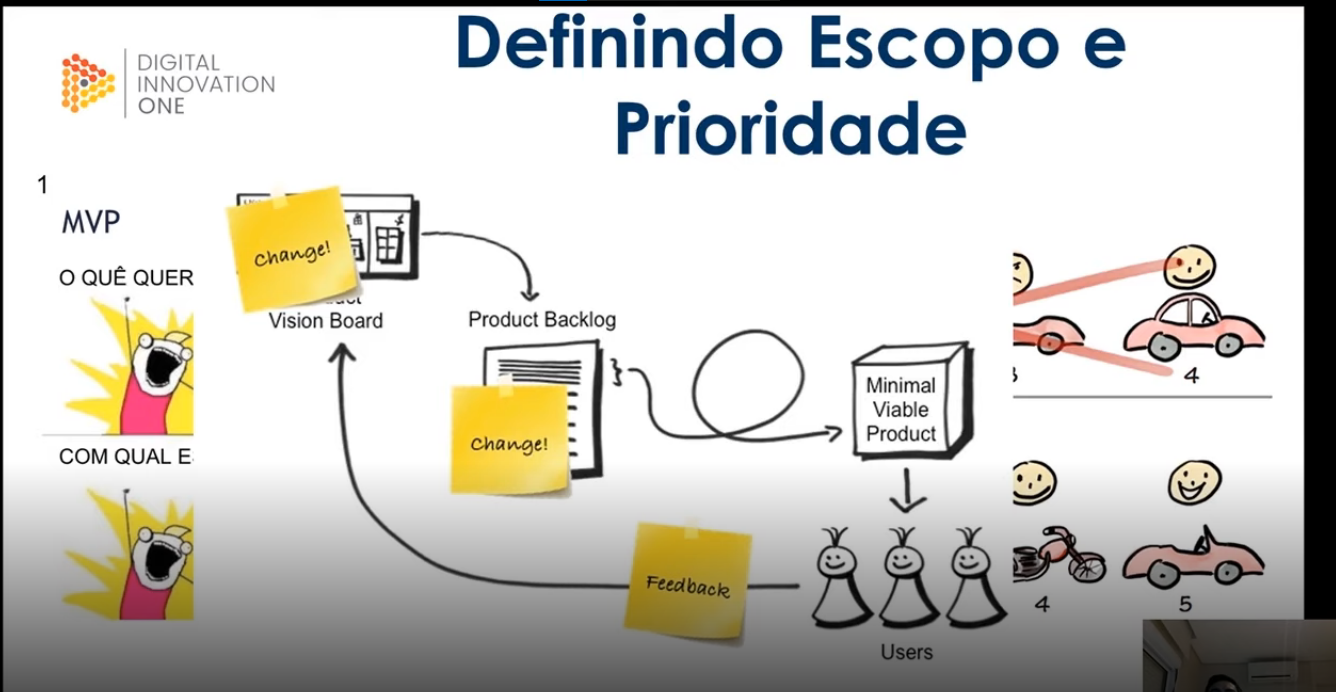 Definindo Escopo e
Prioridade
DIGITAL
INNOVATION
ONE
1
MVP
O QUÊ QUER
Change!
Vision Board
Product Backlog
Change!
Minimal
Viable
Product
4
COM QUAL E
Feedback
Users
4
5